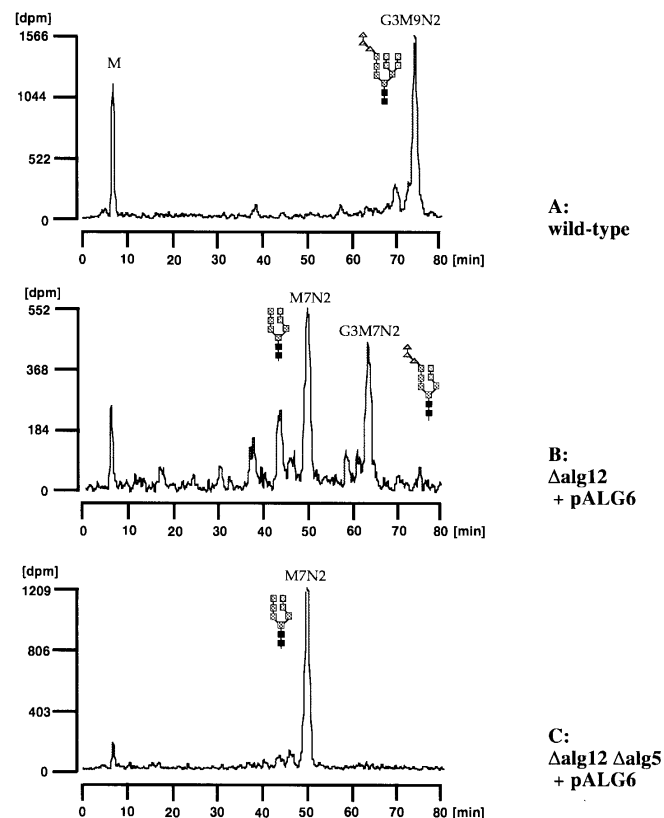 [dpm]
G3M9N2
1566
M
1044
522
0
0 10 20 30 40 50 60 70 80 [min]
A:
wild-type
[dpm]
M7N2
552
G3M7N2
368
184
0
0 10 20 30 40 50 60 70 80 [min]
B:
Δalg12
+ pALG6
[dpm]
M7N2
1209
806
403
0
0 10 20 30 40 50 60 70 80 [min]
C:
Δalg12 Δalg5
+ pALG6